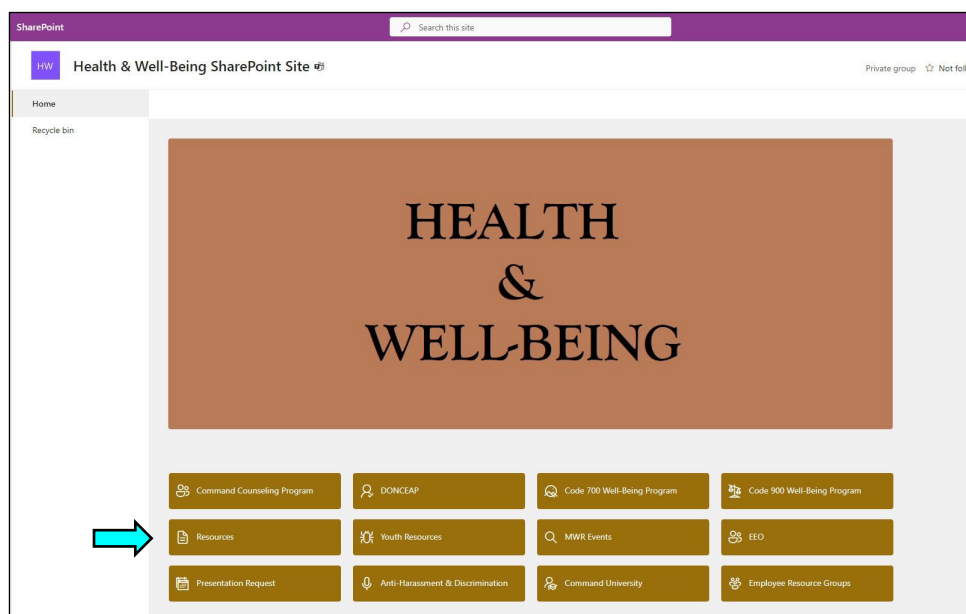 SharePoint
Search this site
HW
Health & Well-Being SharePoint Site
Private group
Not foll
Home
Recycle bin
HEALTH
&
WELL-BEING
Command Counseling Program
DONCEAP
Code 700 Well-Being Program
Code 900 Well-Being Program
Resources
Youth Resources
MWR Events
EEO
Presentation Request
Anti-Harassment & Discrimination
Command University
Employee Resource Groups